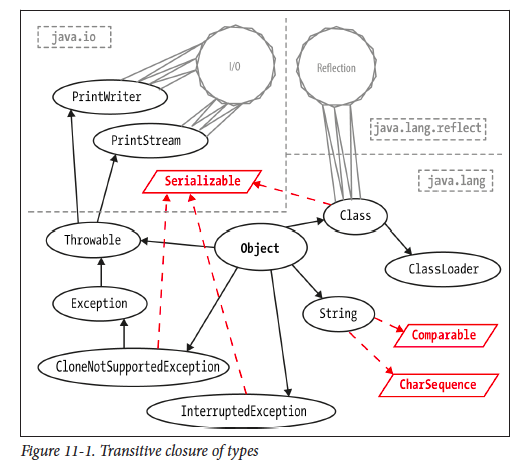 java.io
I/O
Reflection
PrintWriter
PrintStream
java.lang.reflect
Serializable
java.lang
Class
Throwable
Object
ClassLoader
Exception
String
Comparable
CloneNotSupportedException
CharSequence
InterruptedException
Figure 11-1. Transitive closure of types